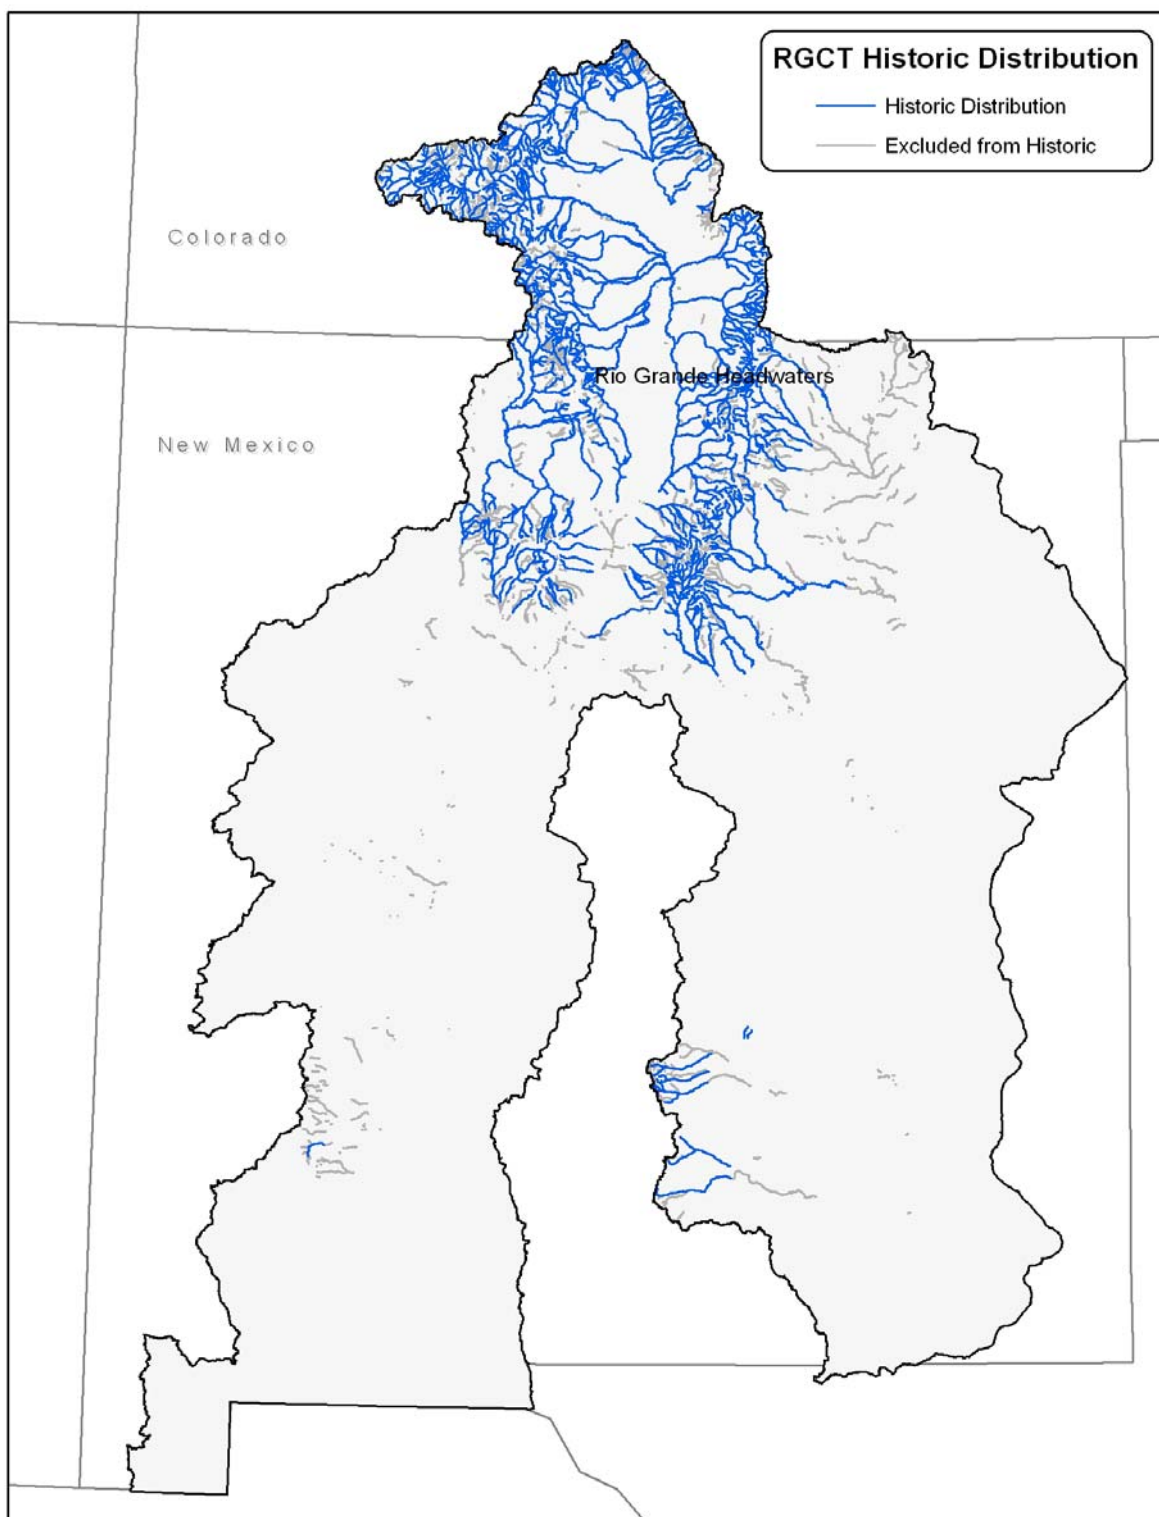 RGCT Historic Distribution
Historic Distribution
Excluded from Historic
Colorado
Rio Grande Headwaters
New Mexico